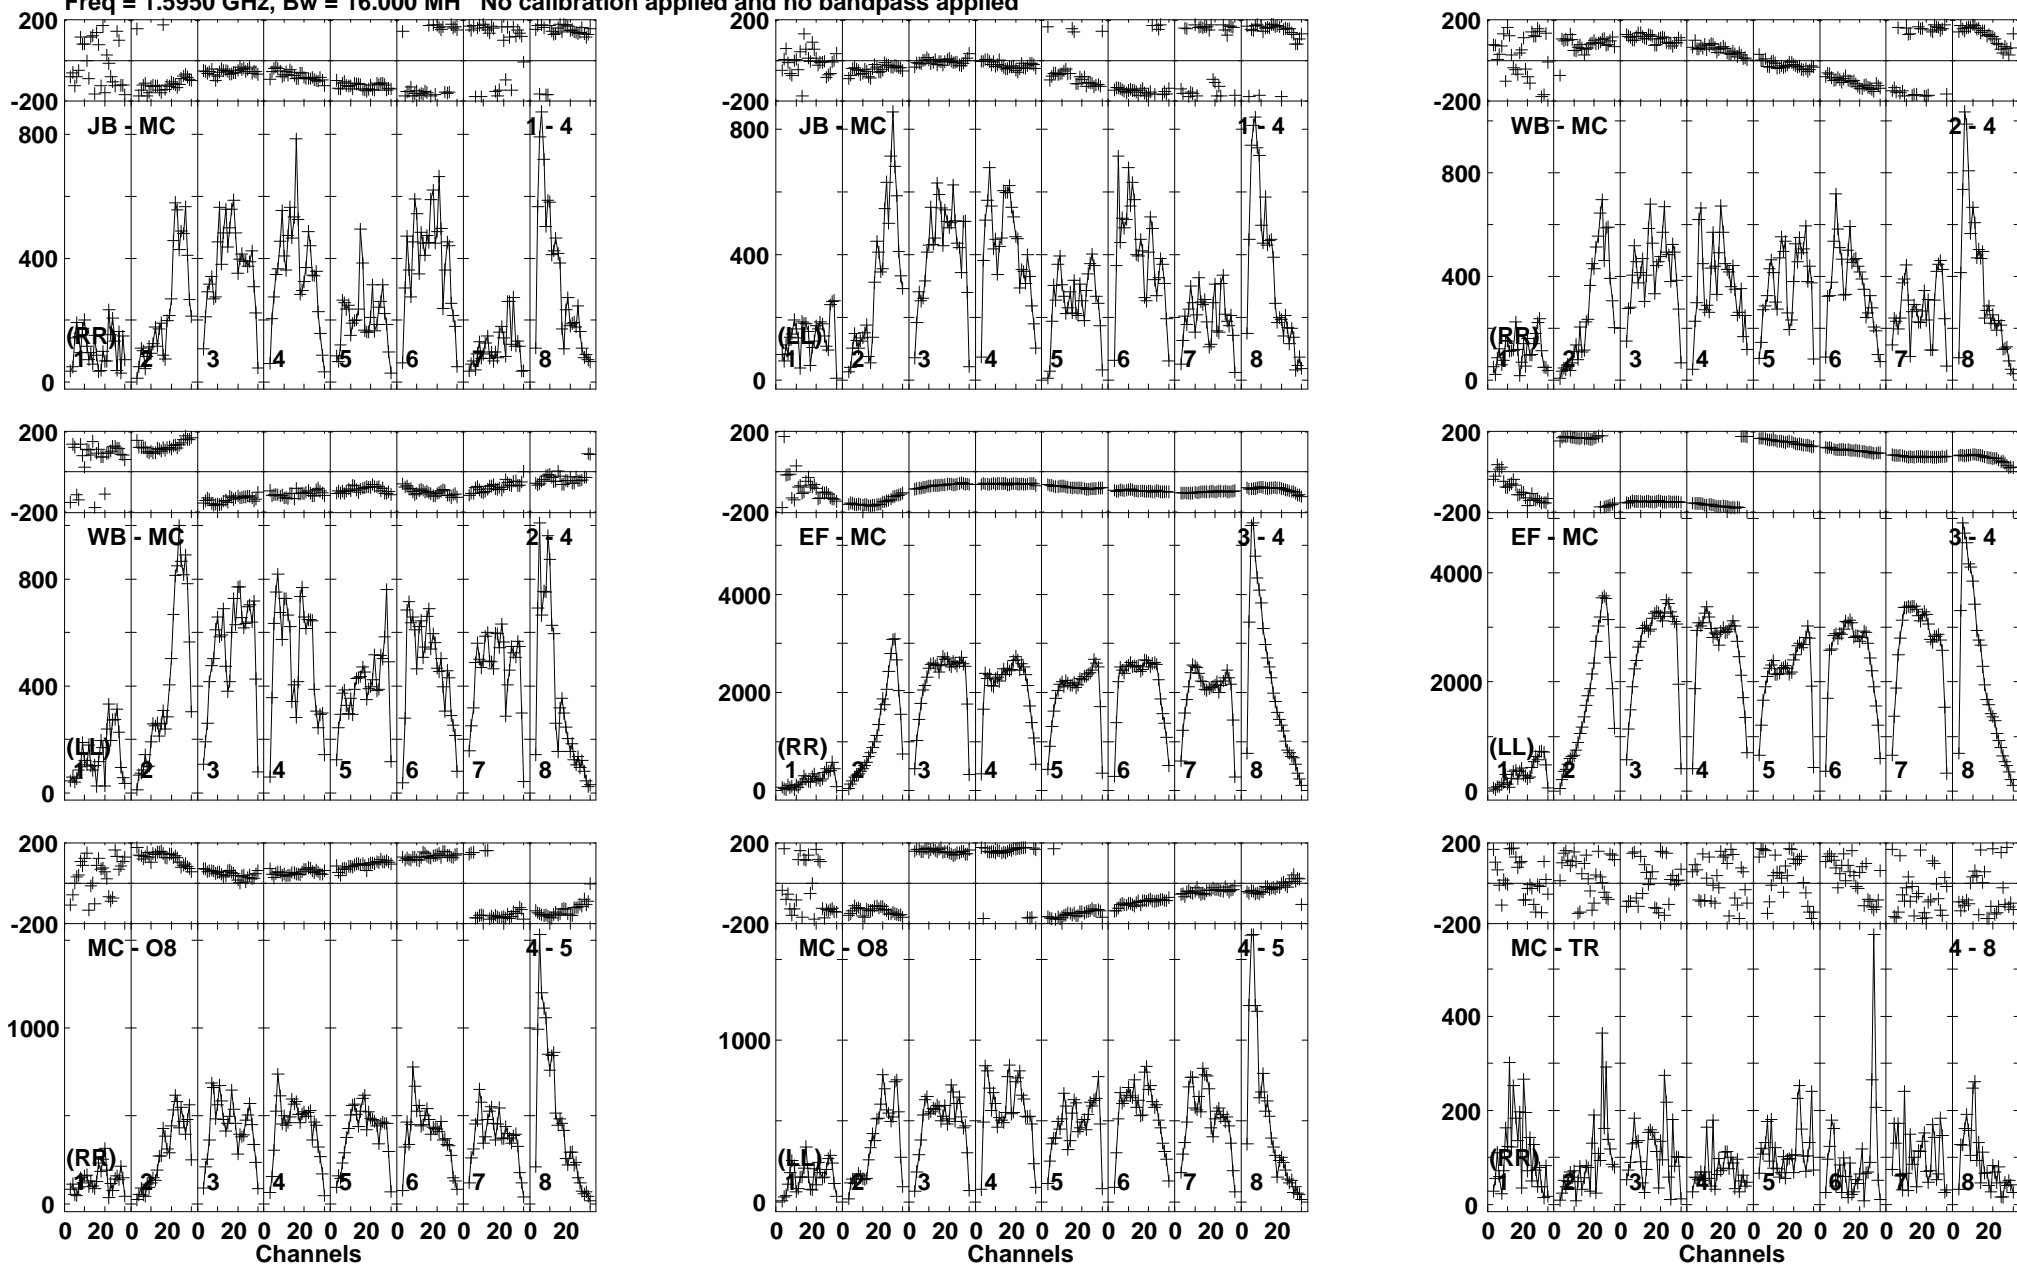 Freq = 1.5950 GHz, Bw = 16.000 MH No calibration applied and no bandpass applied
200
-200
JB - MC 1 - 4
800
400
0
(RR)
1 2 3 4 5 6 7 8
200
-200
JB - MC 1 - 4
800
400
0
(LL)
1 2 3 4 5 6 7 8
200
-200
WB - MC 2 - 4
800
400
0
(RR)
1 2 3 4 5 6 7 8
200
-200
WB - MC 2 - 4
800
400
0
(LL)
1 2 3 4 5 6 7 8
200
-200
EF - MC 3 - 4
4000
2000
0
(RR)
1 2 3 4 5 6 7 8
200
-200
EF - MC 3 - 4
4000
2000
0
(LL)
1 2 3 4 5 6 7 8
200
-200
MC - O8 4 - 5
1000
0
(RR)
1 2 3 4 5 6 7 8
0 20 0 20 0 20 0 20 0 20 0 20 0 20 0 20
Channels
200
-200
MC - O8 4 - 5
1000
0
(LL)
1 2 3 4 5 6 7 8
0 20 0 20 0 20 0 20 0 20 0 20 0 20 0 20
Channels
200
-200
MC - TR 4 - 8
400
200
0
(RR)
1 2 3 4 5 6 7 8
0 20 0 20 0 20 0 20 0 20 0 20 0 20 0 20
Channels